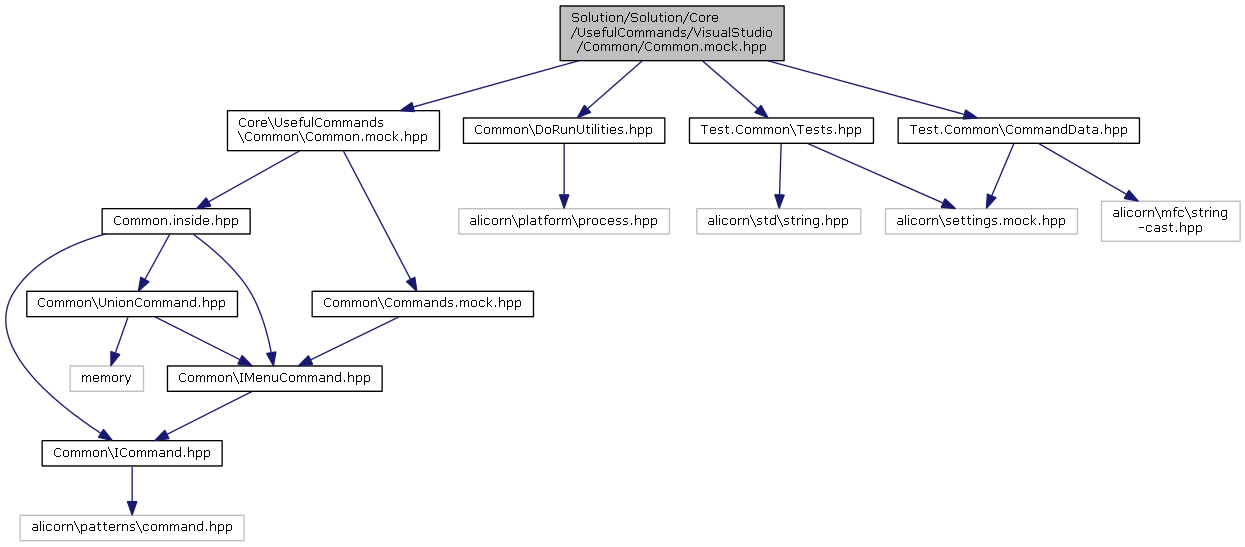 Solution/Solution/Core
/UsefulCommands/VisualStudio
/Common/Common.mock.hpp
Core\UsefulCommands
\Common\Common.mock.hpp
Common\DoRunUtilities.hpp
Test.Common\Tests.hpp
Test.Common\CommandData.hpp
Common.inside.hpp
alicorn\platform\process.hpp
alicorn\std\string.hpp
alicorn\settings.mock.hpp
alicorn\mfc\string
-cast.hpp
Common\UnionCommand.hpp
Common\Commands.mock.hpp
memory
Common\IMenuCommand.hpp
Common\ICommand.hpp
alicorn\patterns\command.hpp